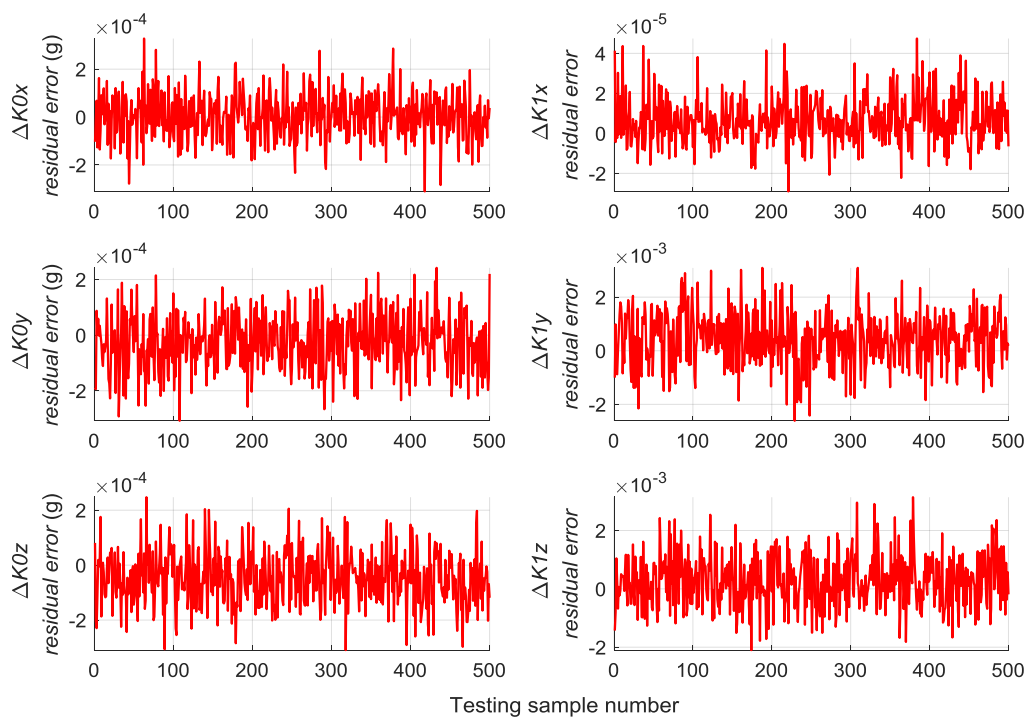 ×10⁻⁴
ΔK0x
residual error (g)
2
0
-2
0 100 200 300 400 500
×10⁻⁵
ΔK1x
residual error
4
2
0
-2
0 100 200 300 400 500
×10⁻⁴
ΔK0y
residual error (g)
2
0
-2
0 100 200 300 400 500
×10⁻³
ΔK1y
residual error
2
0
-2
0 100 200 300 400 500
×10⁻⁴
ΔK0z
residual error (g)
2
0
-2
0 100 200 300 400 500
×10⁻³
ΔK1z
residual error
2
0
-2
0 100 200 300 400 500
Testing sample number